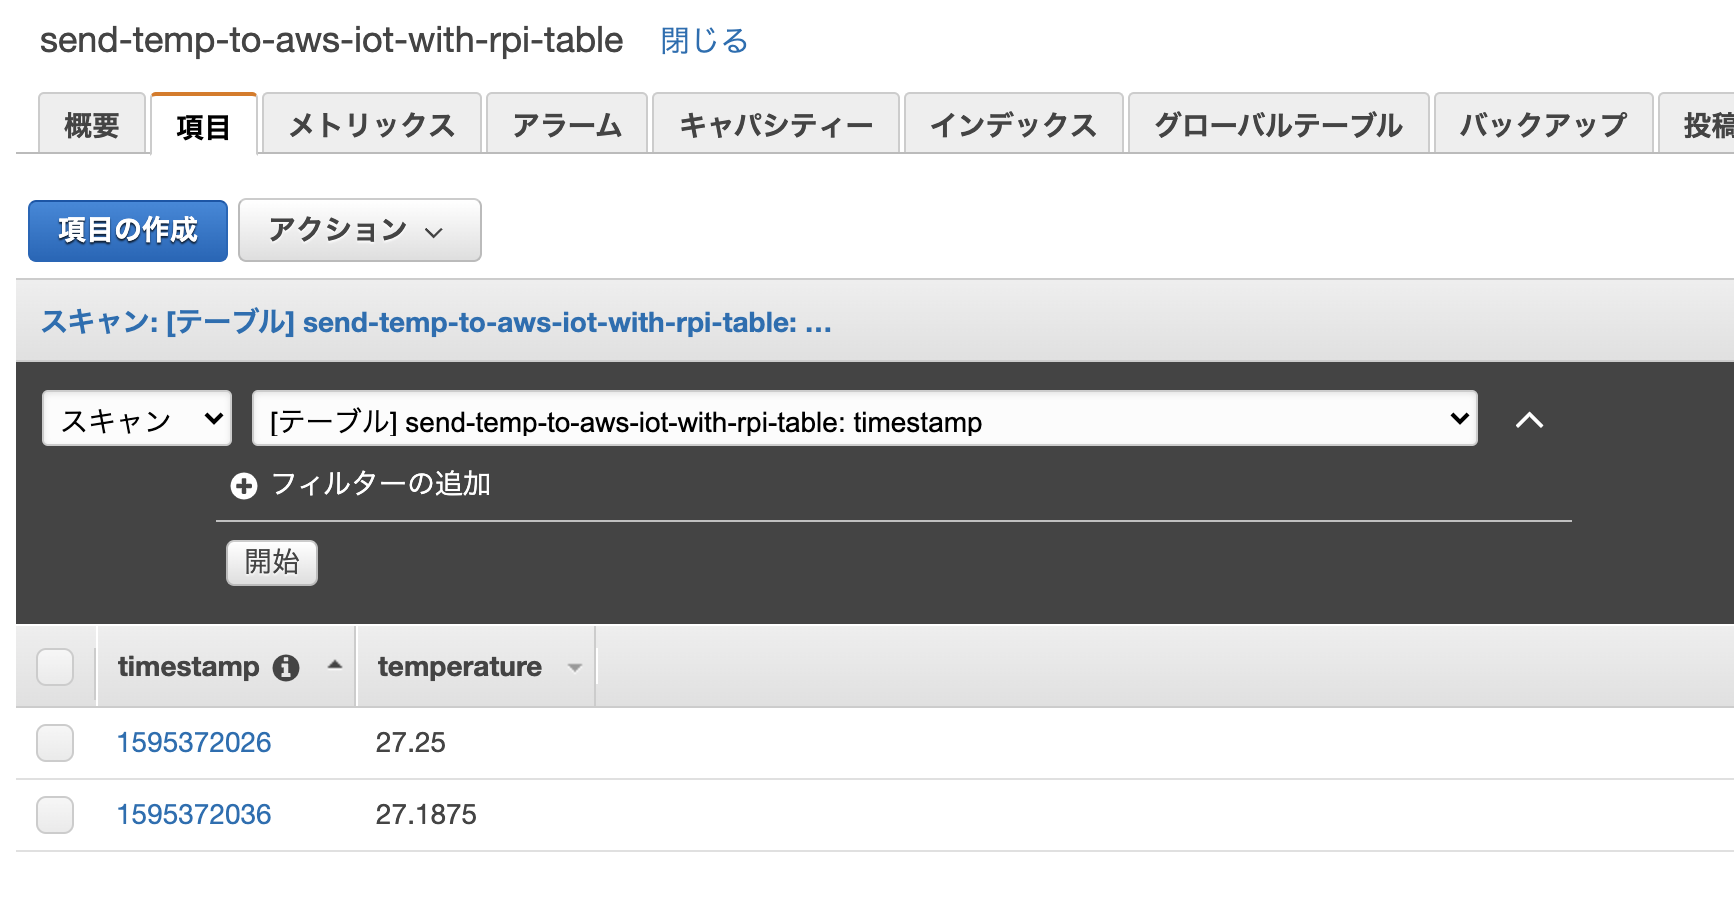 send-temp-to-aws-iot-with-rpi-table 閉じる
概要 項目 メトリックス アラーム キャパシティー インデックス グローバルテーブル バックアップ 投稿
項目の作成 アクション
スキャン: [テーブル] send-temp-to-aws-iot-with-rpi-table: ...
スキャン [テーブル] send-temp-to-aws-iot-with-rpi-table: timestamp
フィルターの追加
開始
timestamp temperature
1595372026 27.25
1595372036 27.1875